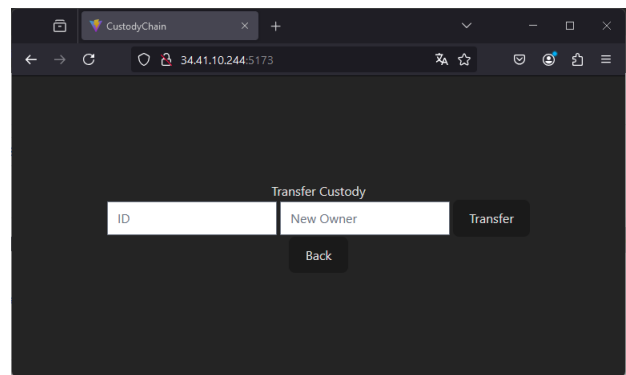 CustodyChain
34.41.10.244:5173
Transfer Custody
ID
New Owner
Transfer
Back